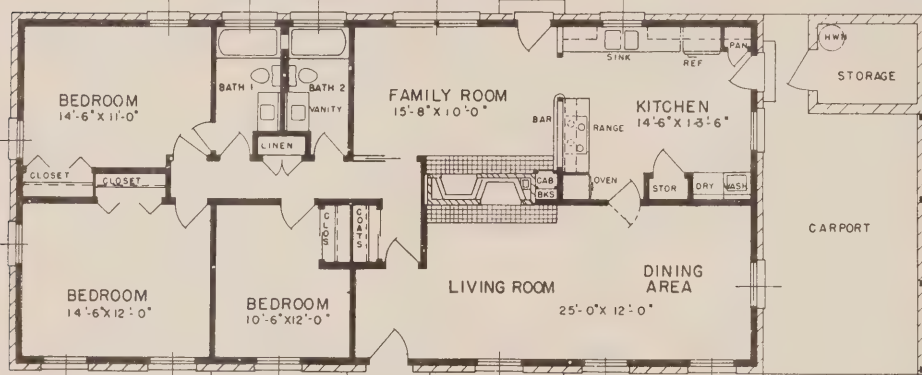 BEDROOM
14'-6" X 11'-0"
BATH 1
BATH 2
VANITY
LINEN
FAMILY ROOM
15'-8" X 10'-0"
BAR
SINK
REF
PAN
KITCHEN
14'-6" X 13'-6"
RANGE
OVEN
CAB
BKS
STOR
DRY
WASH
HWH
STORAGE
CARPORT
CLOSET
CLOSET
CLOS
COATS
BEDROOM
14'-6" X 12'-0"
BEDROOM
10'-6" X 12'-0"
LIVING ROOM
DINING
AREA
25'-0" X 12'-0"